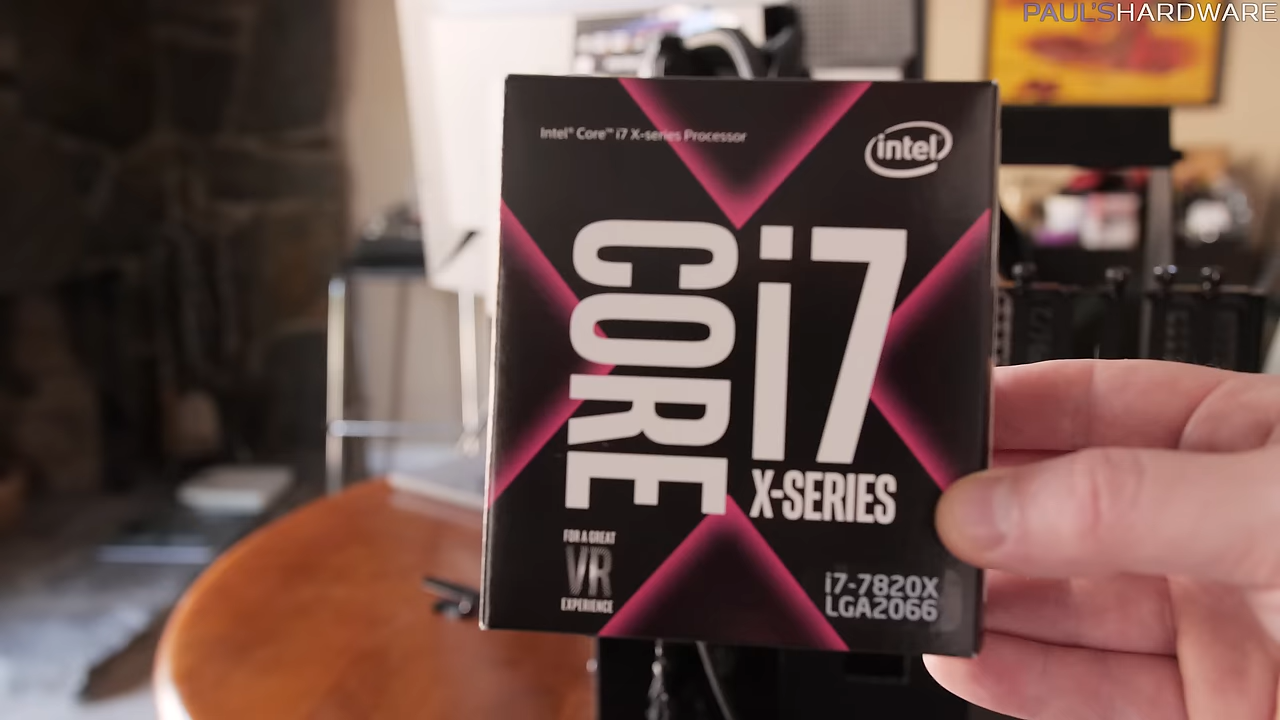 PAUL'SHARDWARE
Intel® Core™ i7 X-series Processor
intel
CORE
i7
X-SERIES
FOR A GREAT
VR
EXPERIENCE
i7-7820X
LGA2066